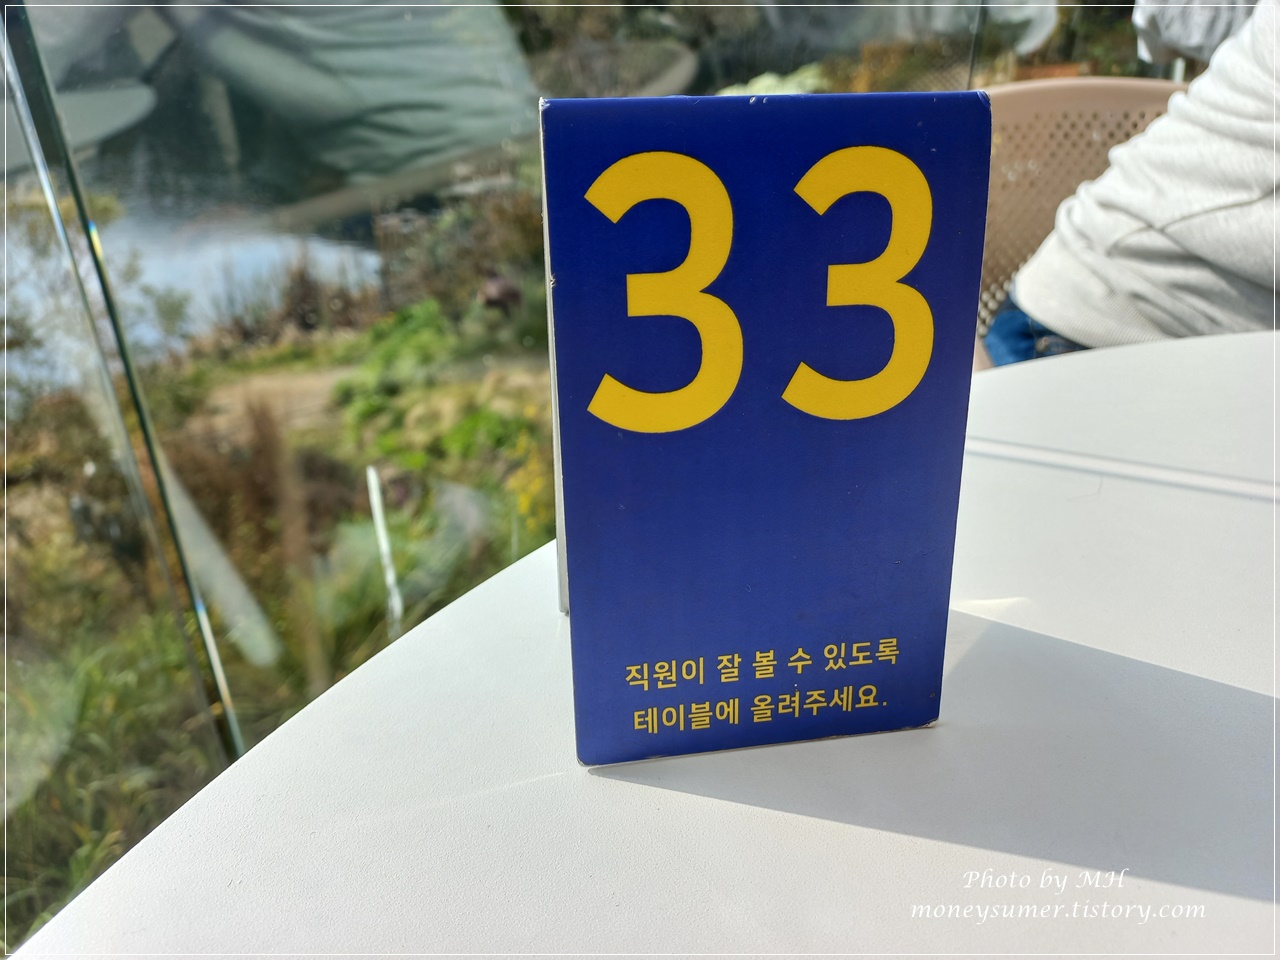 33
직원이 잘 볼 수 있도록
테이블에 올려주세요.
Photo by MH
moneysumer.tistory.com